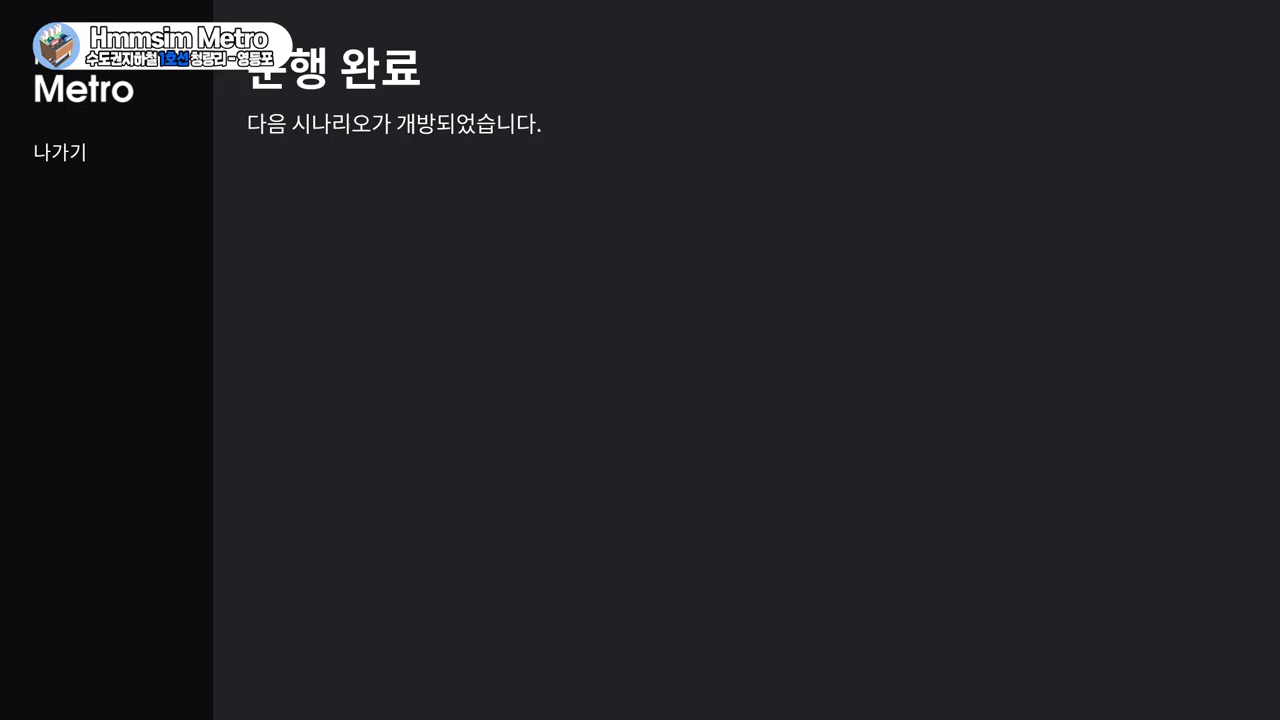 Hmmsim Metro
수도권지하철 1호선 청량리 - 영등포
Metro
나가기
운행 완료
다음 시나리오가 개방되었습니다.